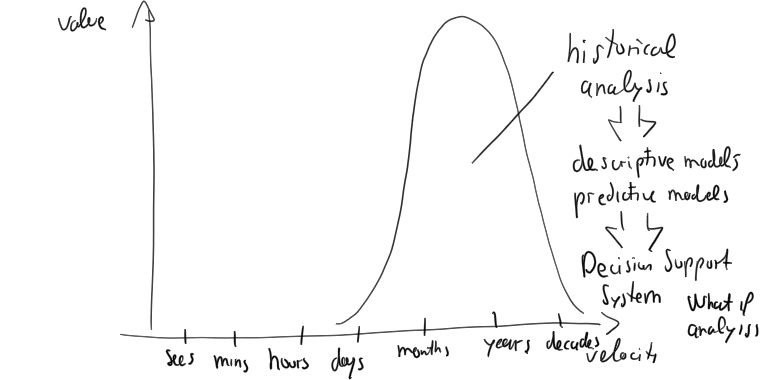 value
historical
analysis
descriptive models
predictive models
Decision Support
System
What if
analysis
secs mins hours days months years decades
velocity